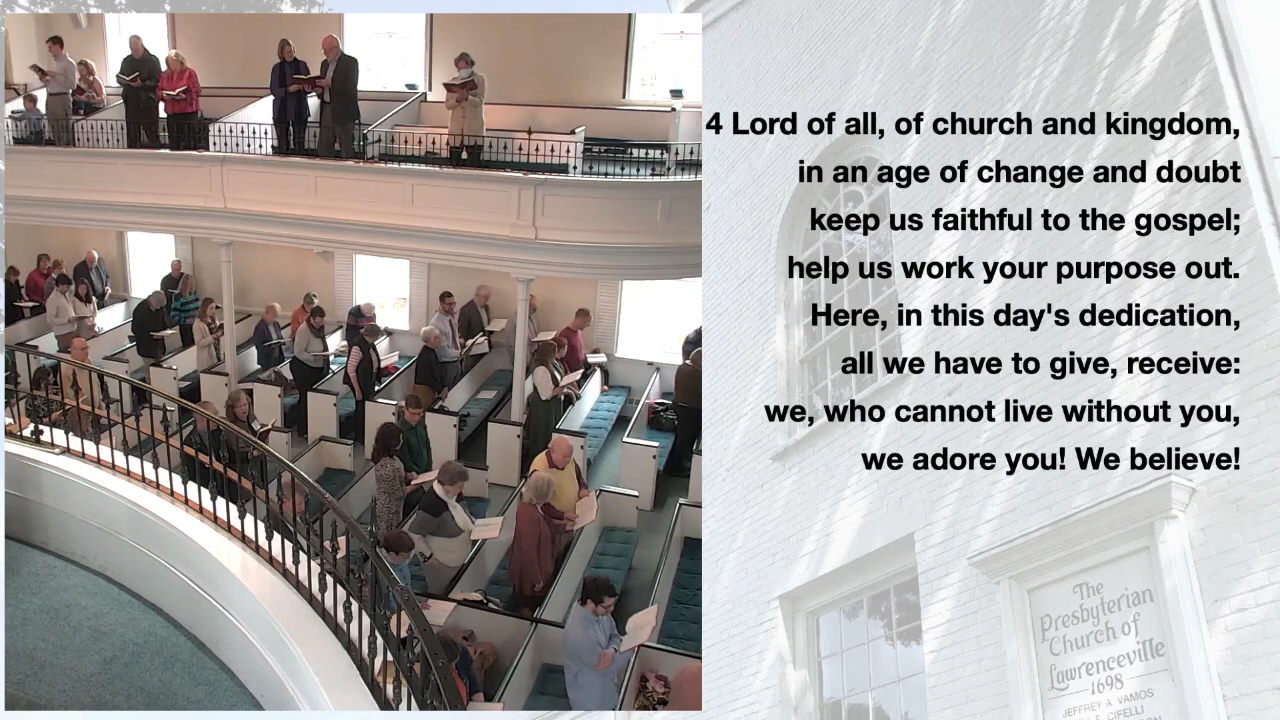 4 Lord of all, of church and kingdom,
in an age of change and doubt
keep us faithful to the gospel;
help us work your purpose out.
Here, in this day's dedication,
all we have to give, receive:
we, who cannot live without you,
we adore you! We believe!
The
Presbyterian
Church of
Lawrenceville
1698
JEFFREY A. VAMOS
CIFELLI